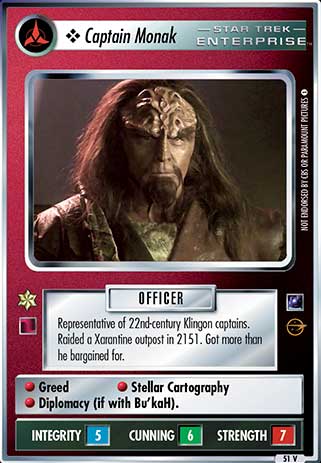 Captain Monak
STAR TREK
ENTERPRISE™
NOT ENDORSED BY CBS OR PARAMOUNT PICTURES
OFFICER
Representative of 22nd-century Klingon captains.
Raided a Xarantine outpost in 2151. Got more than
he bargained for.
Greed
Stellar Cartography
Diplomacy (if with Bu'kaH).
INTEGRITY 5 CUNNING 6 STRENGTH 7
51 V